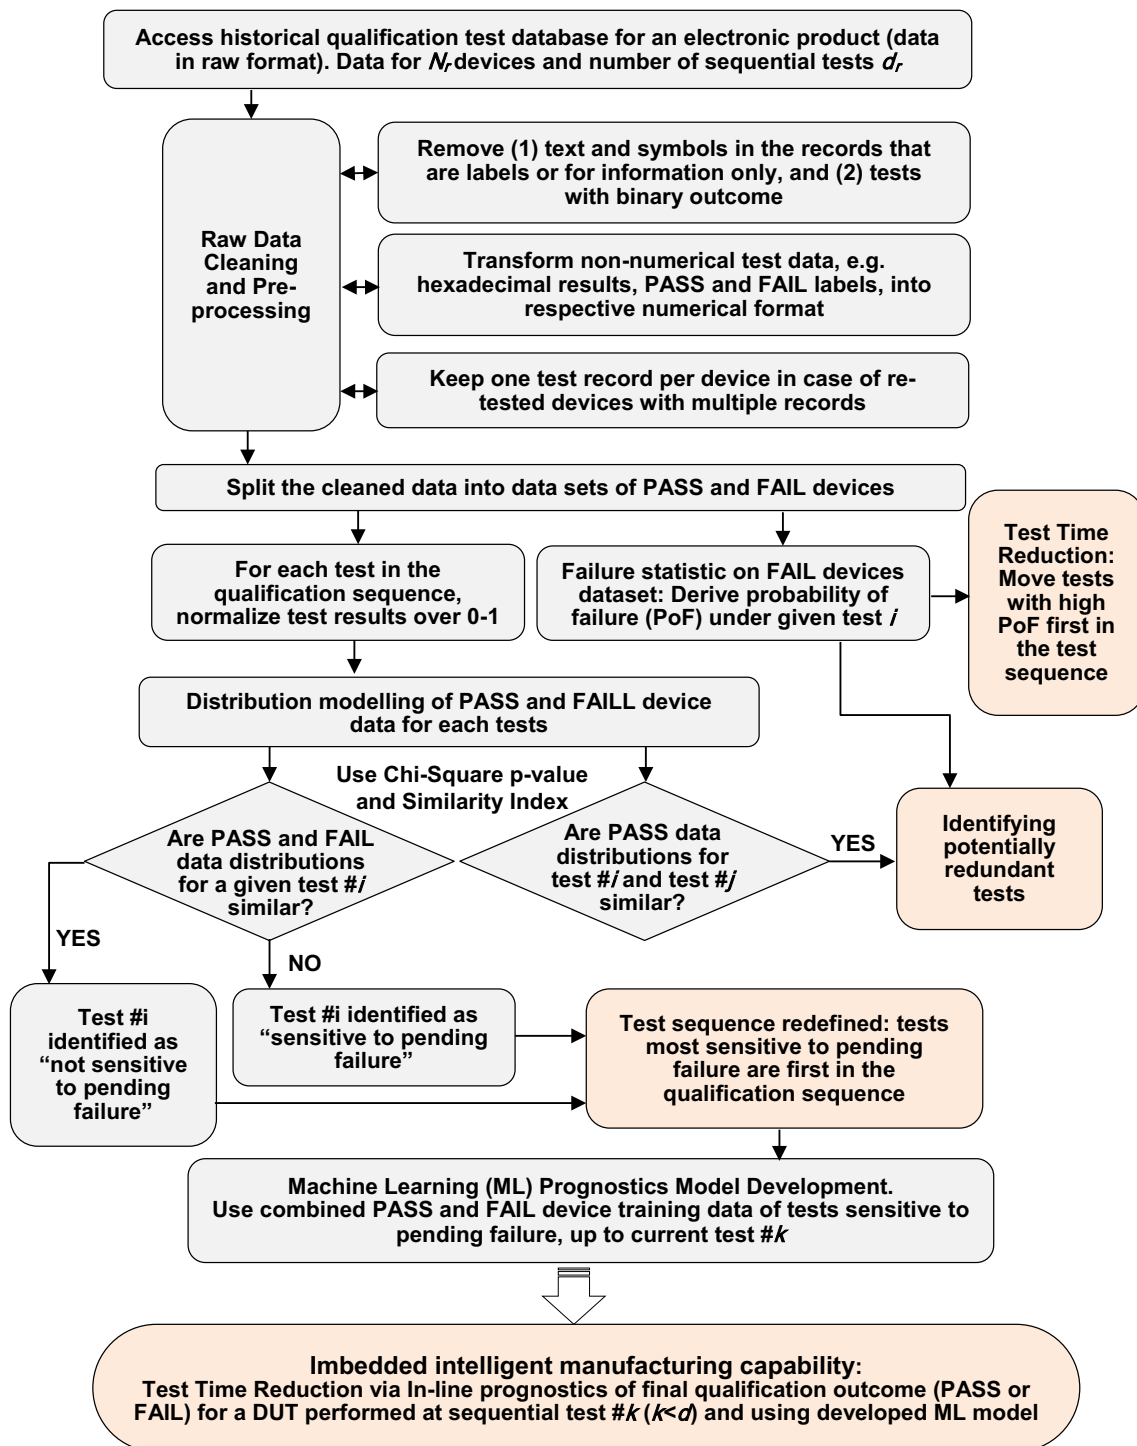 Access historical qualification test database for an electronic product (data
in raw format). Data for Nr devices and number of sequential tests dr
Raw Data
Cleaning
and Pre-
processing
Remove (1) text and symbols in the records that
are labels or for information only, and (2) tests
with binary outcome
Transform non-numerical test data, e.g.
hexadecimal results, PASS and FAIL labels, into
respective numerical format
Keep one test record per device in case of re-
tested devices with multiple records
Split the cleaned data into data sets of PASS and FAIL devices
For each test in the
qualification sequence,
normalize test results over 0-1
Failure statistic on FAIL devices
dataset: Derive probability of
failure (PoF) under given test i
Test Time
Reduction:
Move tests
with high
PoF first in
the test
sequence
Distribution modelling of PASS and FAILL device
data for each tests
Use Chi-Square p-value
and Similarity Index
Are PASS and FAIL
data distributions
for a given test #i
similar?
Are PASS data
distributions for
test #i and test #j
similar?
YES
Identifying
potentially
redundant
tests
YES
NO
Test #i
identified as
“not sensitive
to pending
failure”
Test #i identified as
“sensitive to pending
failure”
Test sequence redefined: tests
most sensitive to pending
failure are first in the
qualification sequence
Machine Learning (ML) Prognostics Model Development.
Use combined PASS and FAIL device training data of tests sensitive to
pending failure, up to current test #k
Imbedded intelligent manufacturing capability:
Test Time Reduction via In-line prognostics of final qualification outcome (PASS or
FAIL) for a DUT performed at sequential test #k (k<d) and using developed ML model